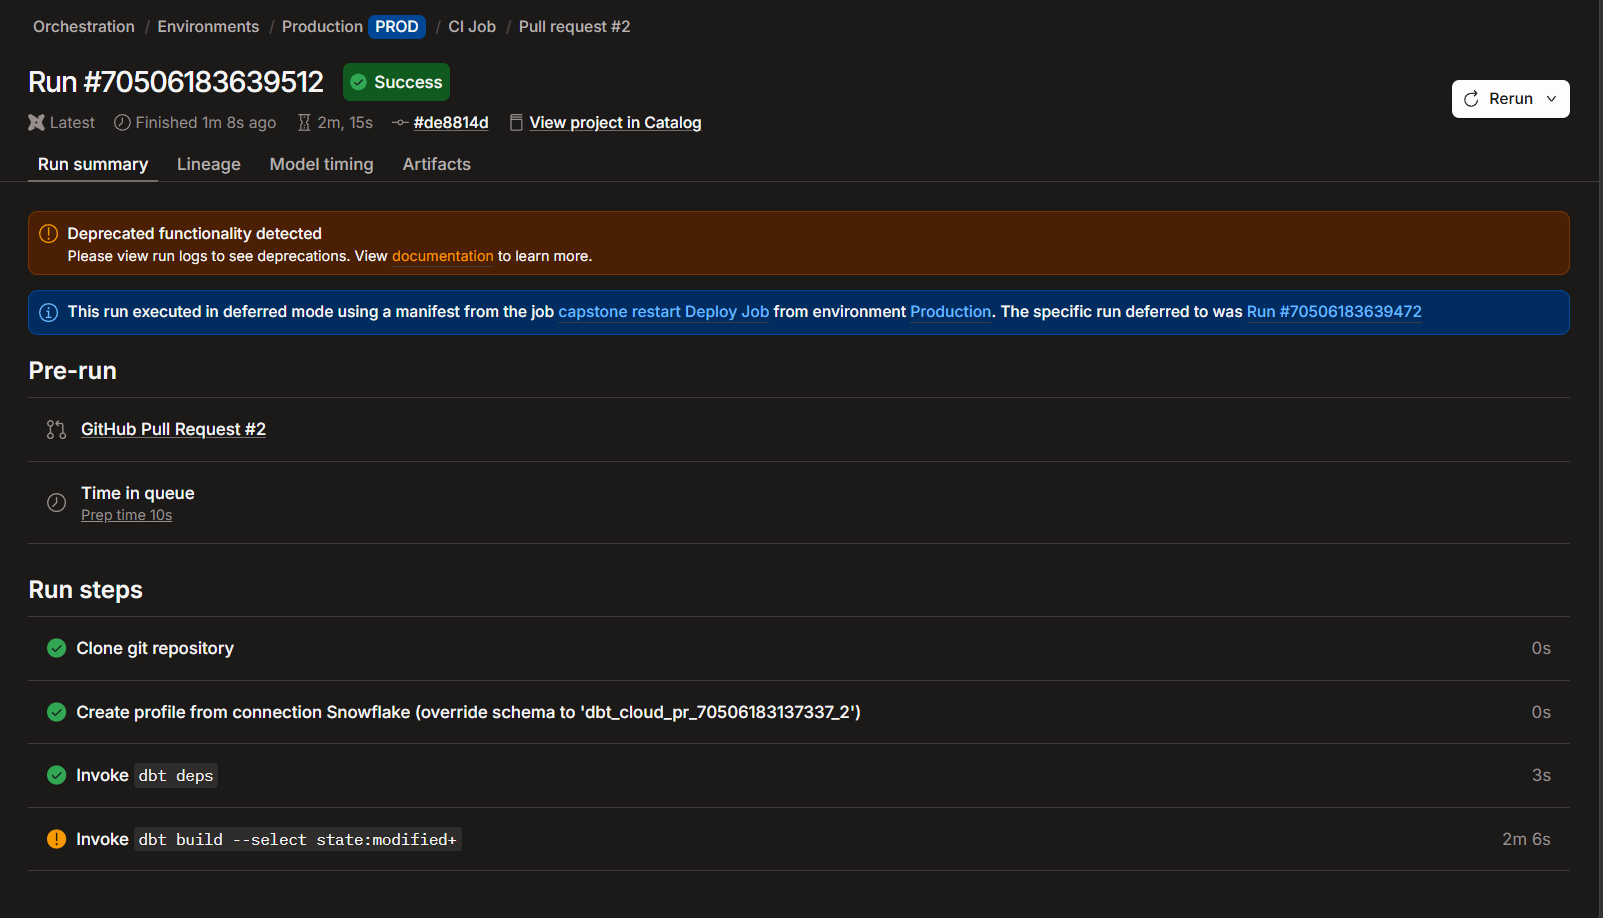 Orchestration / Environments / Production PROD / CI Job / Pull request #2
Run #70506183639512 Success
Rerun
Latest Finished 1m 8s ago 2m, 15s #de8814d View project in Catalog
Run summary Lineage Model timing Artifacts
Deprecated functionality detected
Please view run logs to see deprecations. View documentation to learn more.
This run executed in deferred mode using a manifest from the job capstone restart Deploy Job from environment Production. The specific run deferred to was Run #70506183639472
Pre-run
GitHub Pull Request #2
Time in queue
Prep time 10s
Run steps
Clone git repository 0s
Create profile from connection Snowflake (override schema to 'dbt_cloud_pr_70506183137337_2') 0s
Invoke dbt deps 3s
Invoke dbt build --select state:modified+ 2m 6s